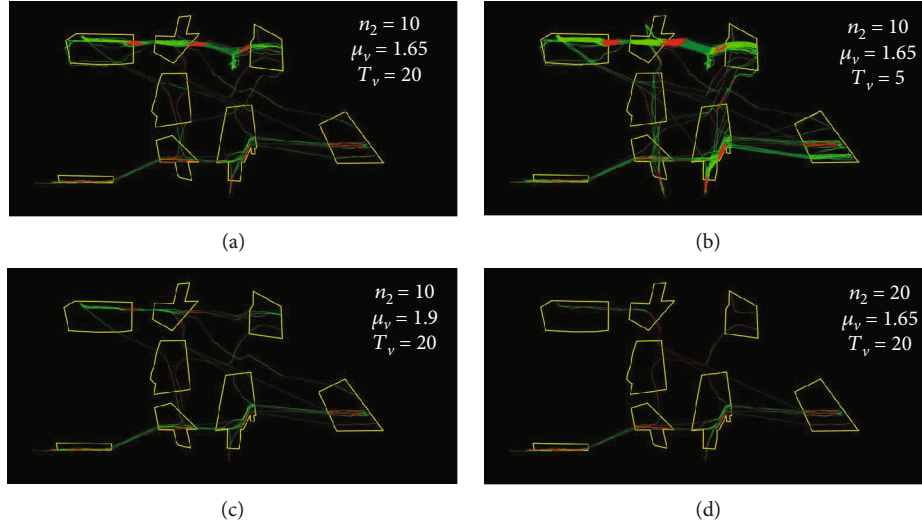 n₂ = 10
μᵥ = 1.65
Tᵥ = 20
(a)
n₂ = 10
μᵥ = 1.65
Tᵥ = 5
(b)
n₂ = 10
μᵥ = 1.9
Tᵥ = 20
(c)
n₂ = 20
μᵥ = 1.65
Tᵥ = 20
(d)